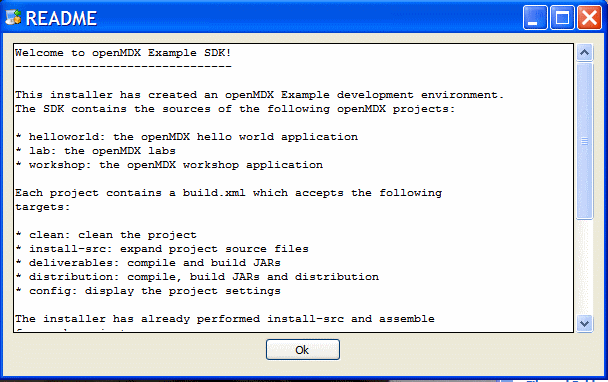 README
Welcome to openMDX Example SDK!
-------------------------------
This installer has created an openMDX Example development environment.
The SDK contains the sources of the following openMDX projects:
* helloworld: the openMDX hello world application
* lab: the openMDX labs
* workshop: the openMDX workshop application
Each project contains a build.xml which accepts the following
targets:
* clean: clean the project
* install-src: expand project source files
* deliverables: compile and build JARs
* distribution: compile, build JARs and distribution
* config: display the project settings
The installer has already performed install-src and assemble
Ok